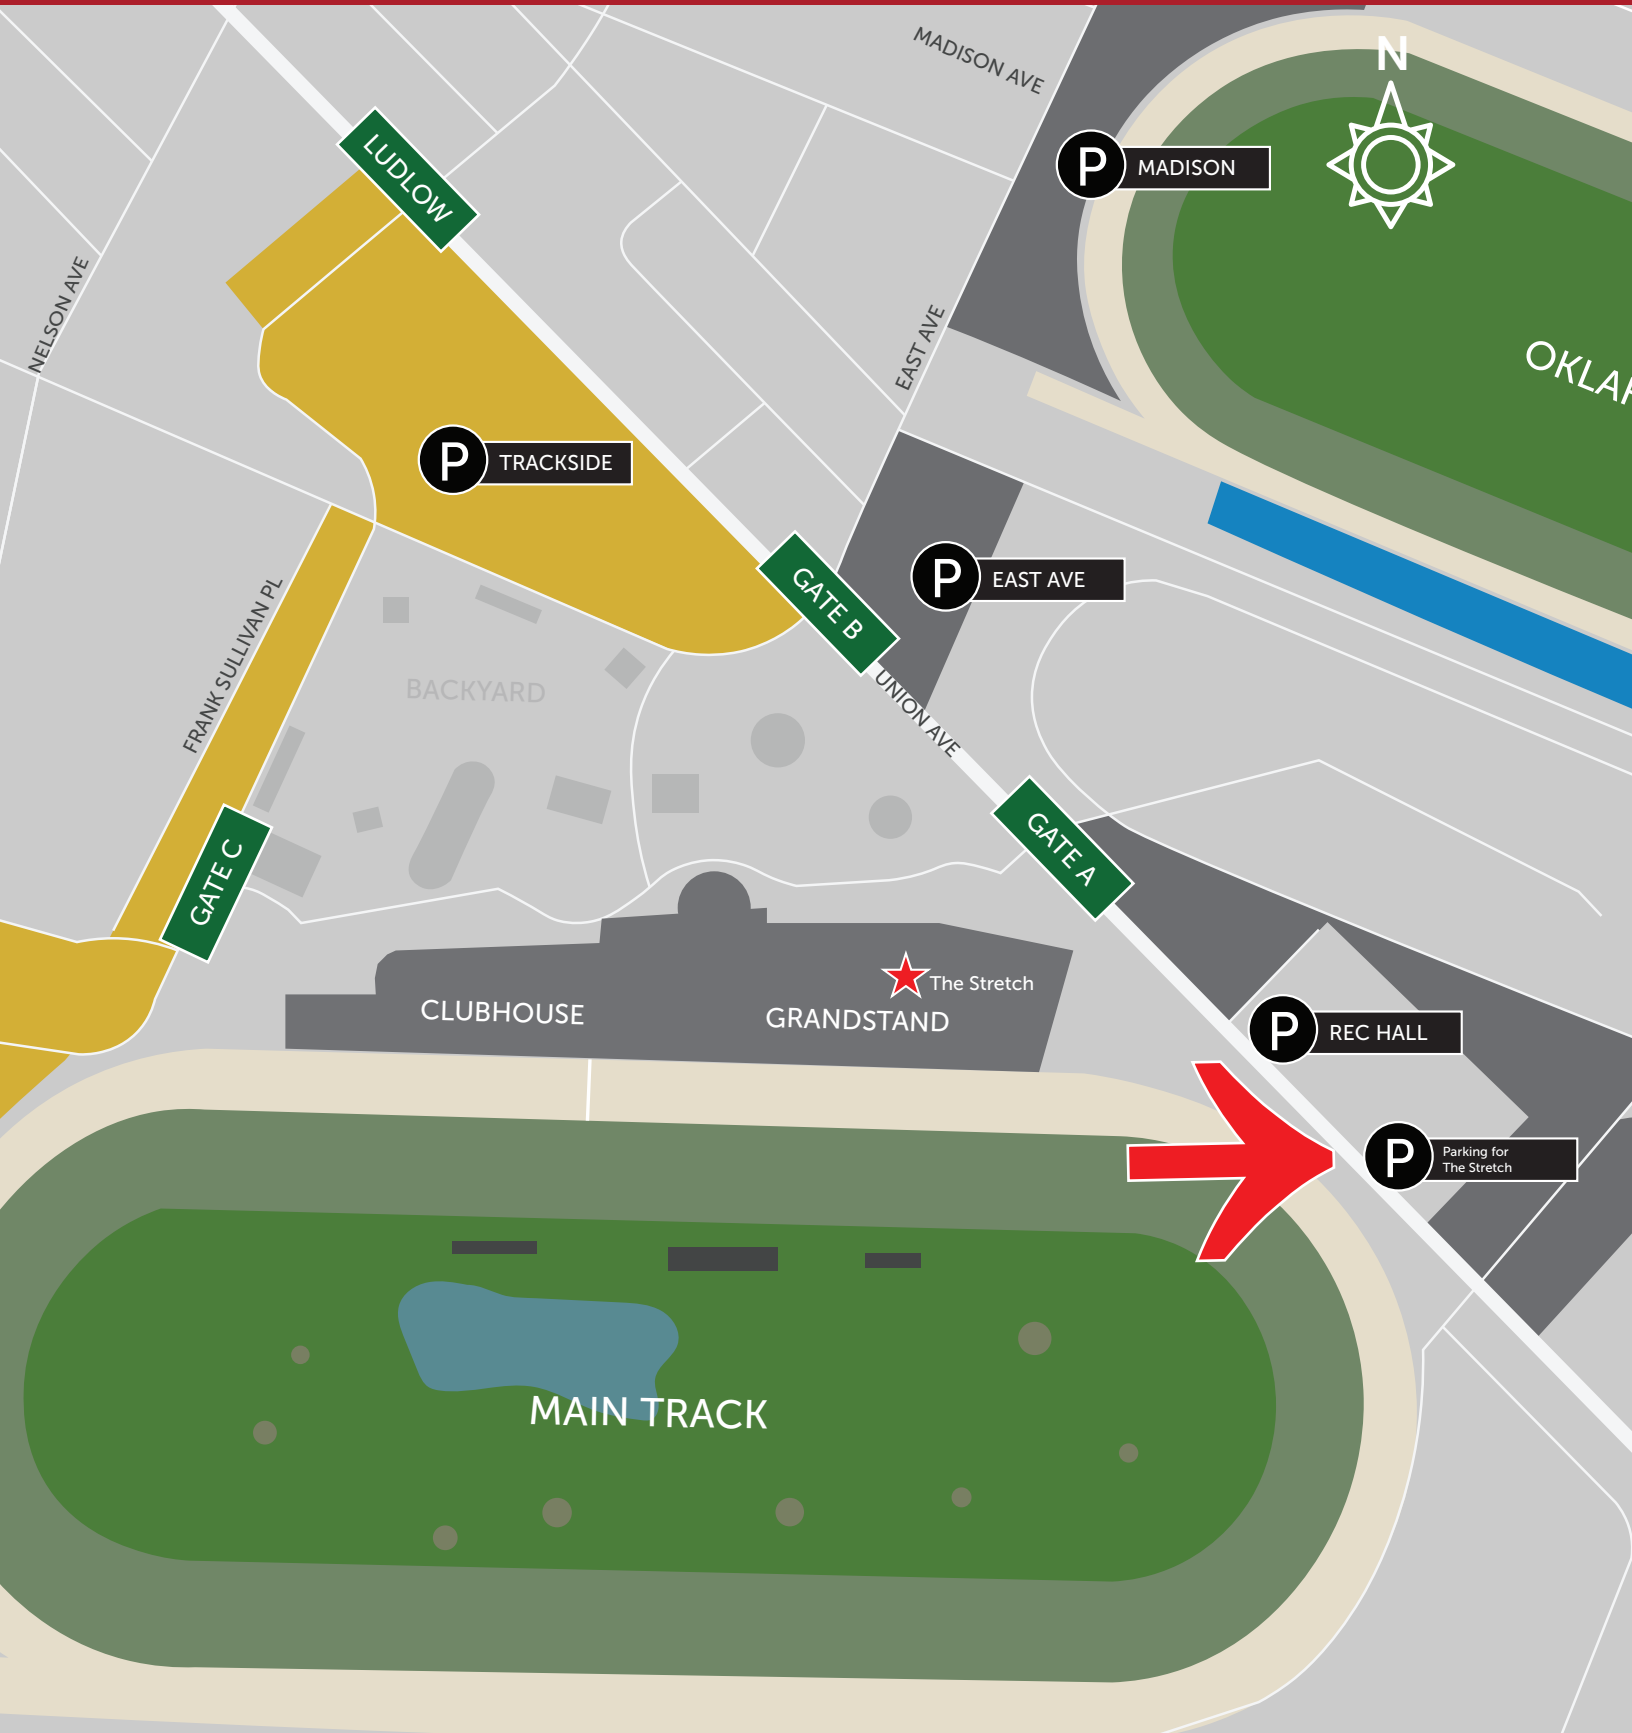 MADISON AVE
N
LUDLOW
P
MADISON
NELSON AVE
EAST AVE
OKLA
P
TRACKSIDE
GATE B
P
EAST AVE
FRANK SULLIVAN PL
BACKYARD
UNION AVE
GATE A
GATE C
The Stretch
CLUBHOUSE
GRANDSTAND
P
REC HALL
P
Parking for
The Stretch
MAIN TRACK